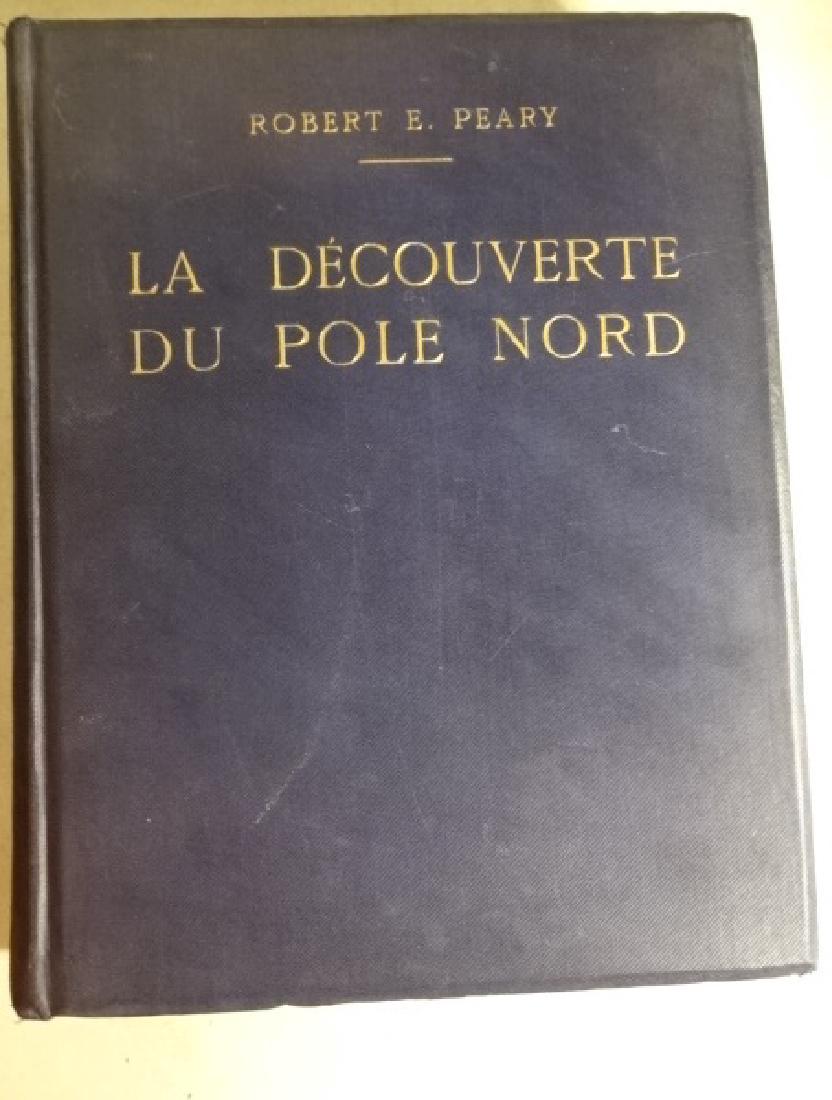 ROBERT E. PEARY
LA DÉCOUVERTE
DU POLE NORD